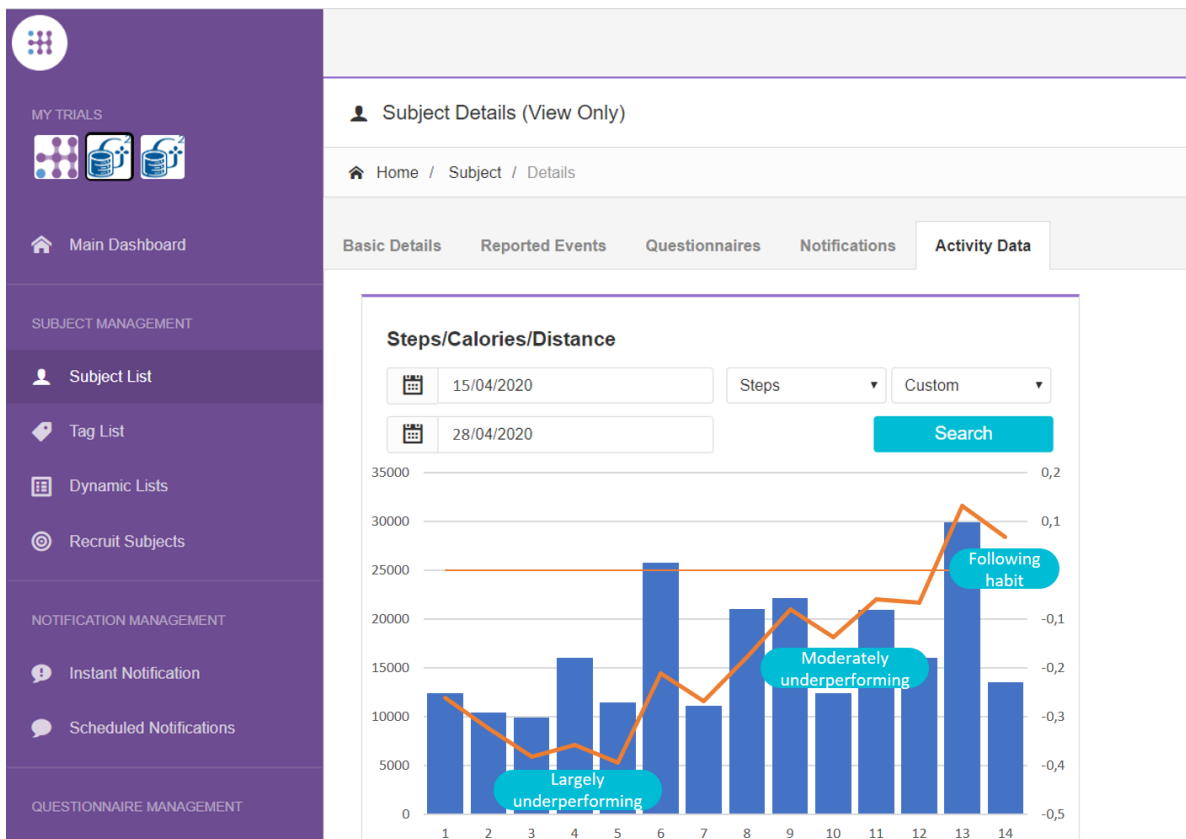 MY TRIALS
Main Dashboard
SUBJECT MANAGEMENT
Subject List
Tag List
Dynamic Lists
Recruit Subjects
NOTIFICATION MANAGEMENT
Instant Notification
Scheduled Notifications
QUESTIONNAIRE MANAGEMENT
Subject Details (View Only)
Home / Subject / Details
Basic Details Reported Events Questionnaires Notifications Activity Data
Steps/Calories/Distance
15/04/2020 Steps Custom
28/04/2020 Search
35000 0,2
30000 0,1
25000
20000 -0,1
15000 -0,2
10000 -0,3
5000 -0,4
0 -0,5
Following
habit
Moderately
underperforming
Largely
underperforming
1 2 3 4 5 6 7 8 9 10 11 12 13 14